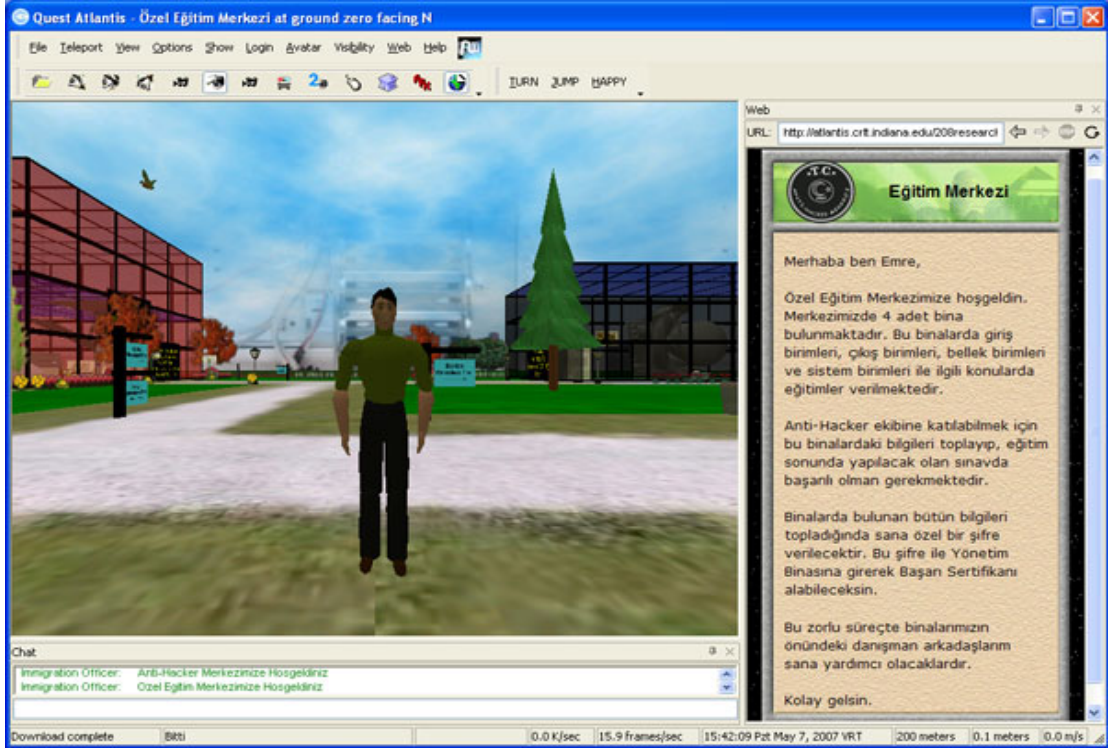 Quest Atlantis - Özel Eğitim Merkezi at ground zero facing N
File Teleport View Options Show Login Avatar Visibility Web Help
TURN JUMP HAPPY
Web
URL: http://atlantis.crlt.indiana.edu/208research
T.C.
Eğitim Merkezi
Merhaba ben Emre,
Özel Eğitim Merkezimize hoşgeldin.
Merkezimizde 4 adet bina
bulunmaktadır. Bu binalarda giriş
birimleri, çıkış birimleri, bellek birimleri
ve sistem birimleri ile ilgili konularda
eğitimler verilmektedir.
Anti-Hacker ekibine katılabilmek için
bu binalardaki bilgileri toplayıp, eğitim
sonunda yapılacak olan sınavda
başarılı olman gerekmektedir.
Binalarda bulunan bütün bilgileri
topladığında sana özel bir şifre
verilecektir. Bu şifre ile Yönetim
Binasına girerek Başarı Sertifikanı
alabileceksin.
Bu zorlu süreçte binalarımızın
önündeki danışman arkadaşlarım
sana yardımcı olacaklardır.
Kolay gelsin.
Chat
Immigration Officer: Anti-Hacker Merkezimize Hosgeldiniz
Immigration Officer: Ozel Egitim Merkezimize Hosgeldiniz
Download complete Bitti 0.0 K/sec 15.9 frames/sec 15:42:09 Pzt May 7, 2007 VRT 200 meters 0.1 meters 0.0 m/s